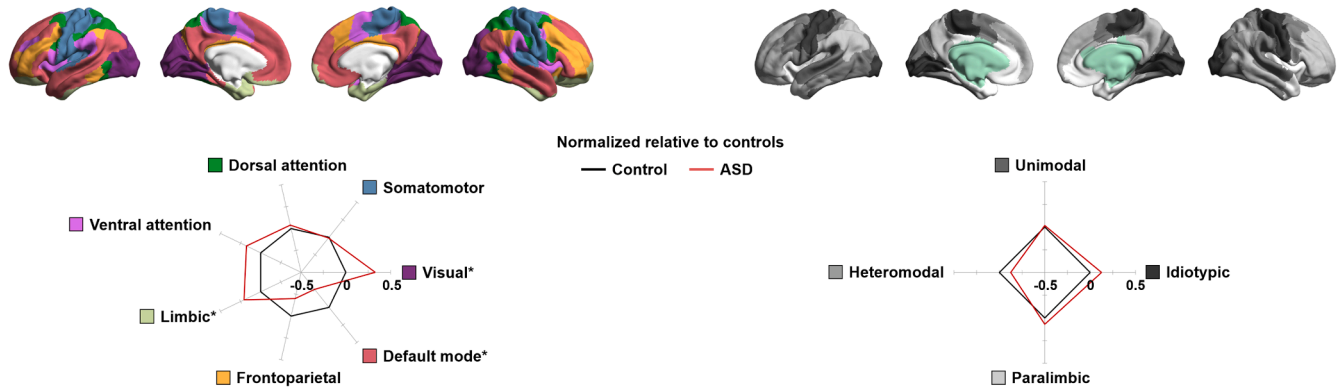 Normalized relative to controls
Control
ASD
Dorsal attention
Somatomotor
Ventral attention
Visual*
-0.5
0
0.5
Limbic*
Default mode*
Frontoparietal
Unimodal
Heteromodal
Idiotypic
-0.5
0
0.5
Paralimbic